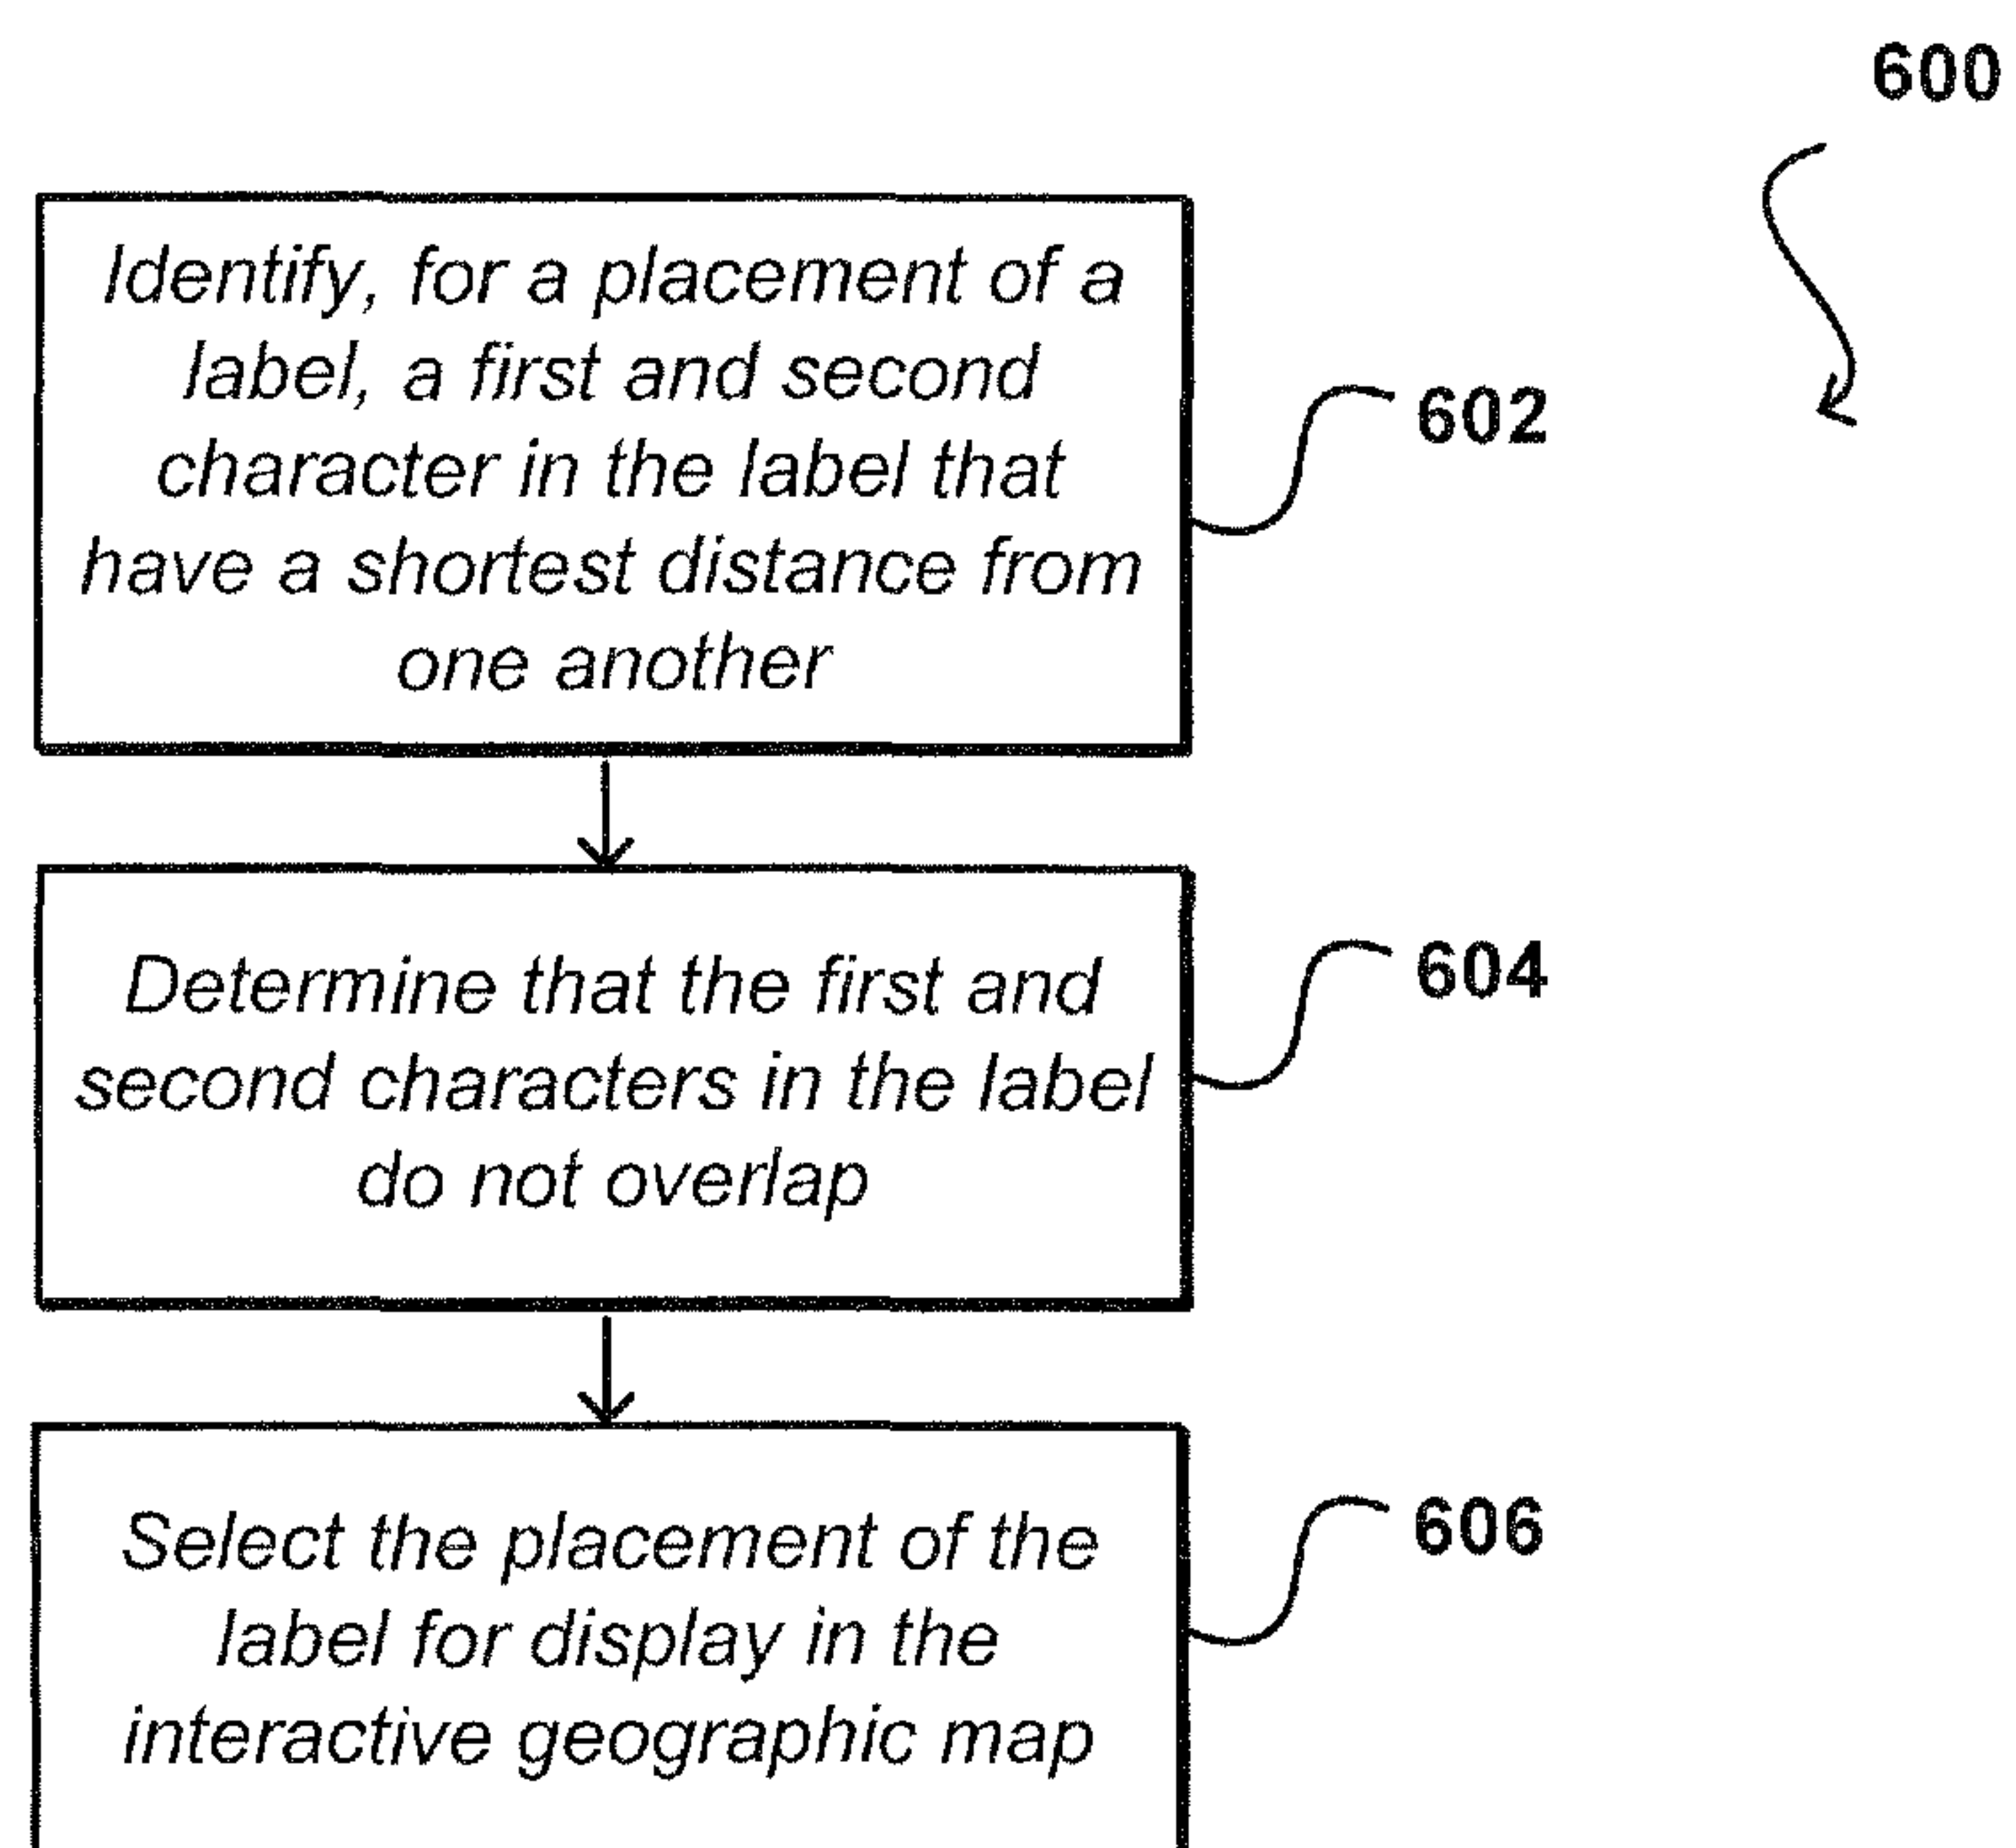 600
Identify, for a placement of a
label, a first and second
character in the label that
have a shortest distance from
one another
602
Determine that the first and
second characters in the label
do not overlap
604
Select the placement of the
label for display in the
interactive geographic map
606